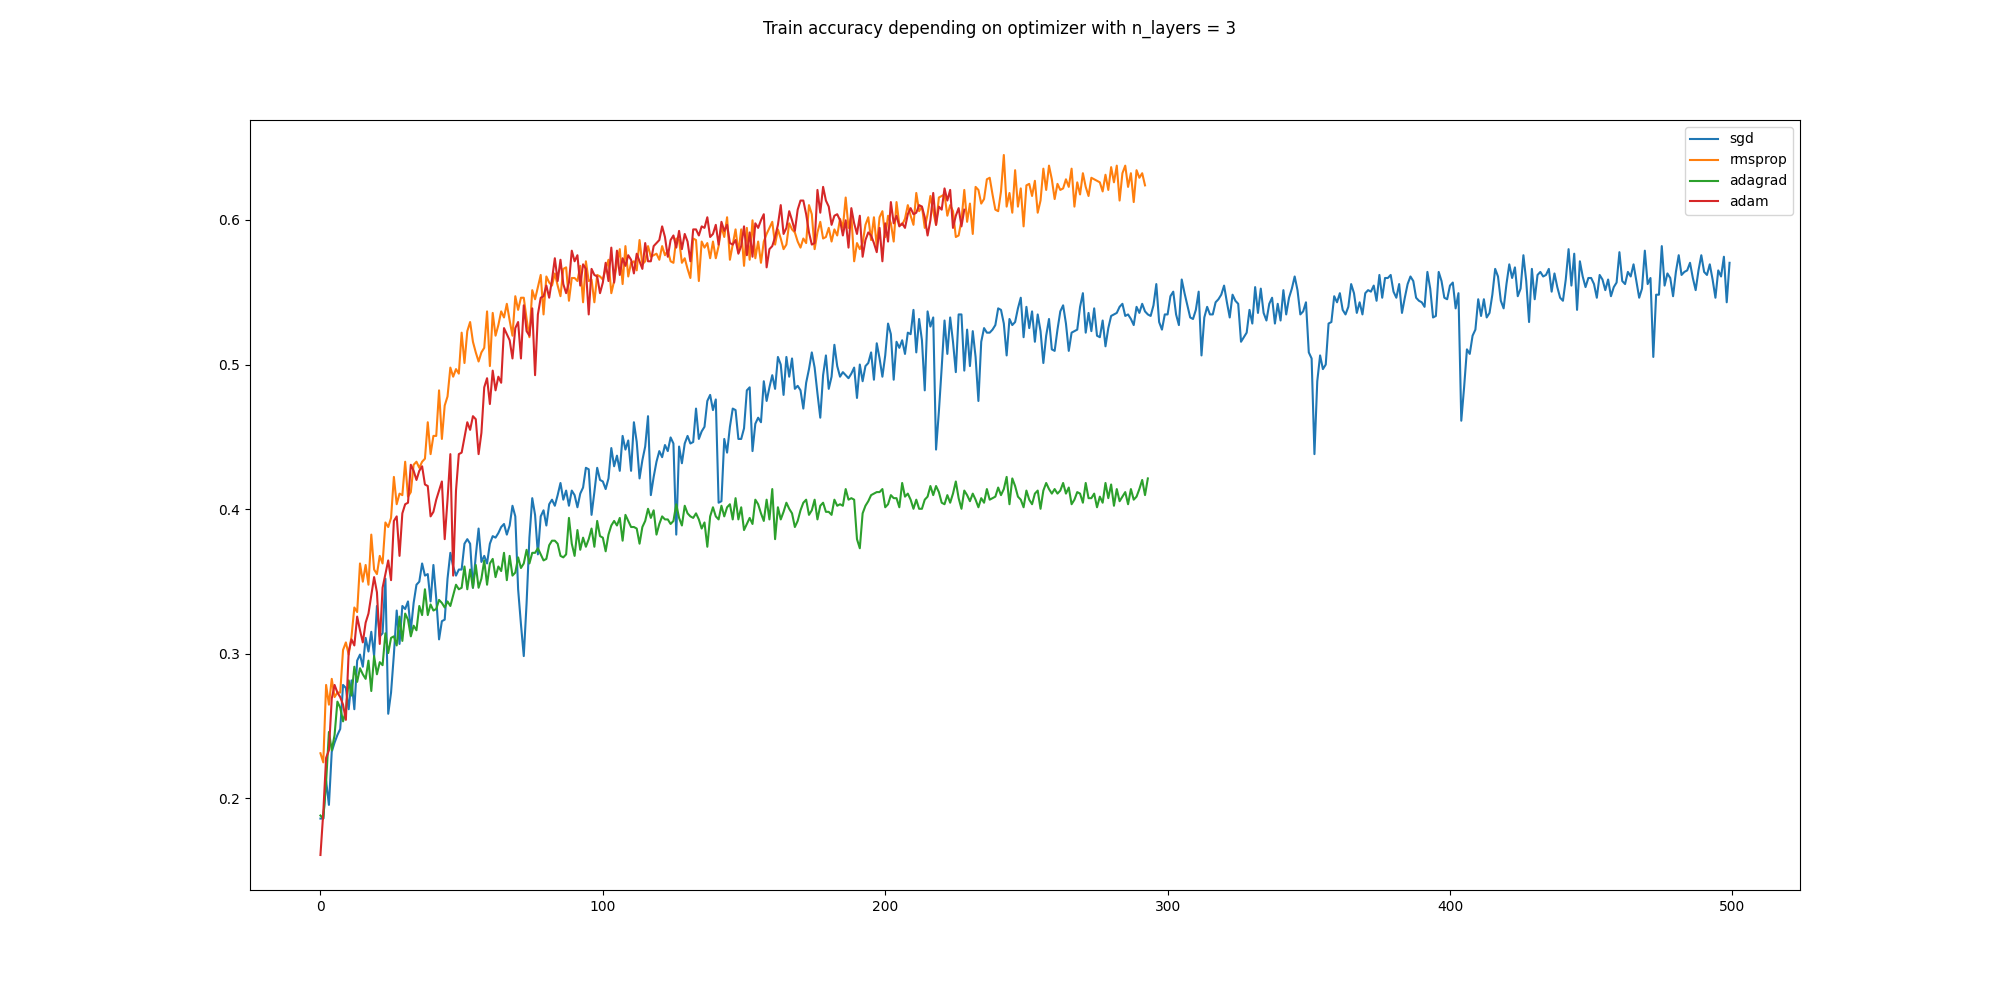 Train accuracy depending on optimizer with n_layers = 3
sgd
rmsprop
adagrad
adam
0.6
0.5
0.4
0.3
0.2
0 100 200 300 400 500